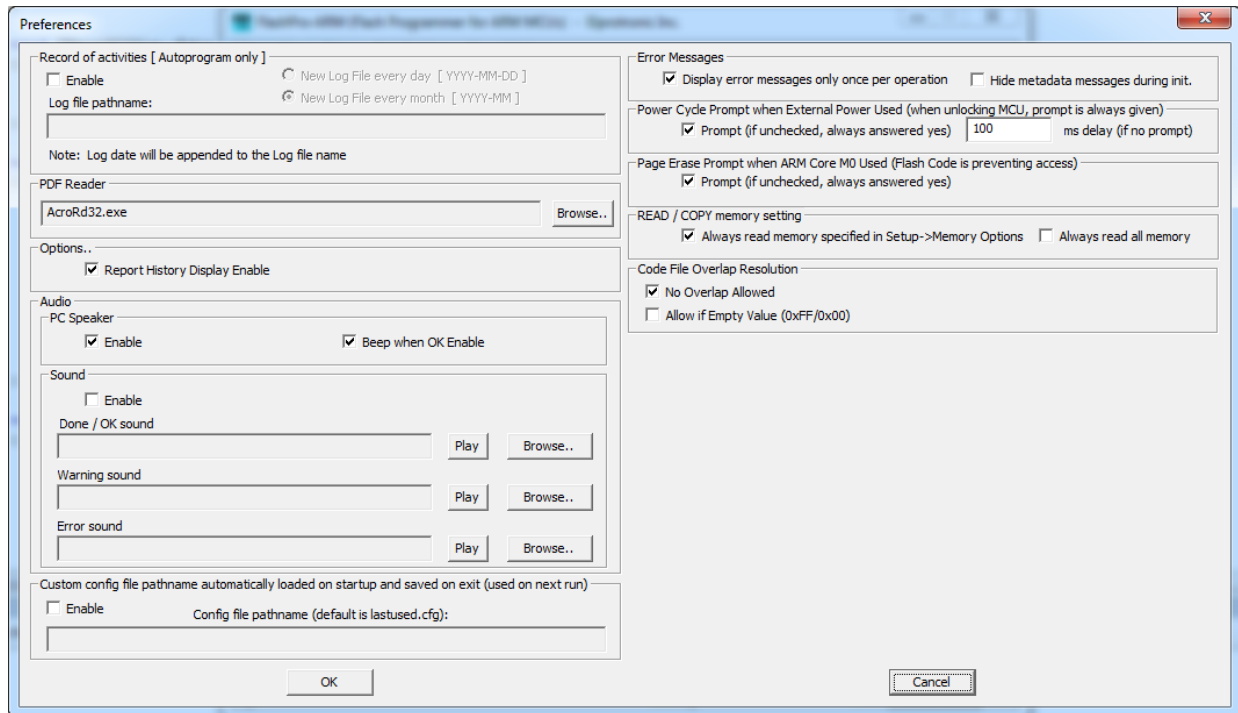 FlashPro-ARM (Flash Programmer for ARM MCUs) - Elprotronic Inc.
Preferences
Record of activities [ Autoprogram only ]
Enable
New Log File every day [ YYYY-MM-DD ]
New Log File every month [ YYYY-MM ]
Log file pathname:
Note: Log date will be appended to the Log file name
PDF Reader
AcroRd32.exe
Browse..
Options..
Report History Display Enable
Audio
PC Speaker
Enable
Beep when OK Enable
Sound
Enable
Done / OK sound
Play
Browse..
Warning sound
Play
Browse..
Error sound
Play
Browse..
Custom config file pathname automatically loaded on startup and saved on exit (used on next run)
Enable
Config file pathname (default is lastused.cfg):
OK
Error Messages
Display error messages only once per operation
Hide metadata messages during init.
Power Cycle Prompt when External Power Used (when unlocking MCU, prompt is always given)
Prompt (if unchecked, always answered yes)
100
ms delay (if no prompt)
Page Erase Prompt when ARM Core M0 Used (Flash Code is preventing access)
Prompt (if unchecked, always answered yes)
READ / COPY memory setting
Always read memory specified in Setup->Memory Options
Always read all memory
Code File Overlap Resolution
No Overlap Allowed
Allow if Empty Value (0xFF/0x00)
Cancel